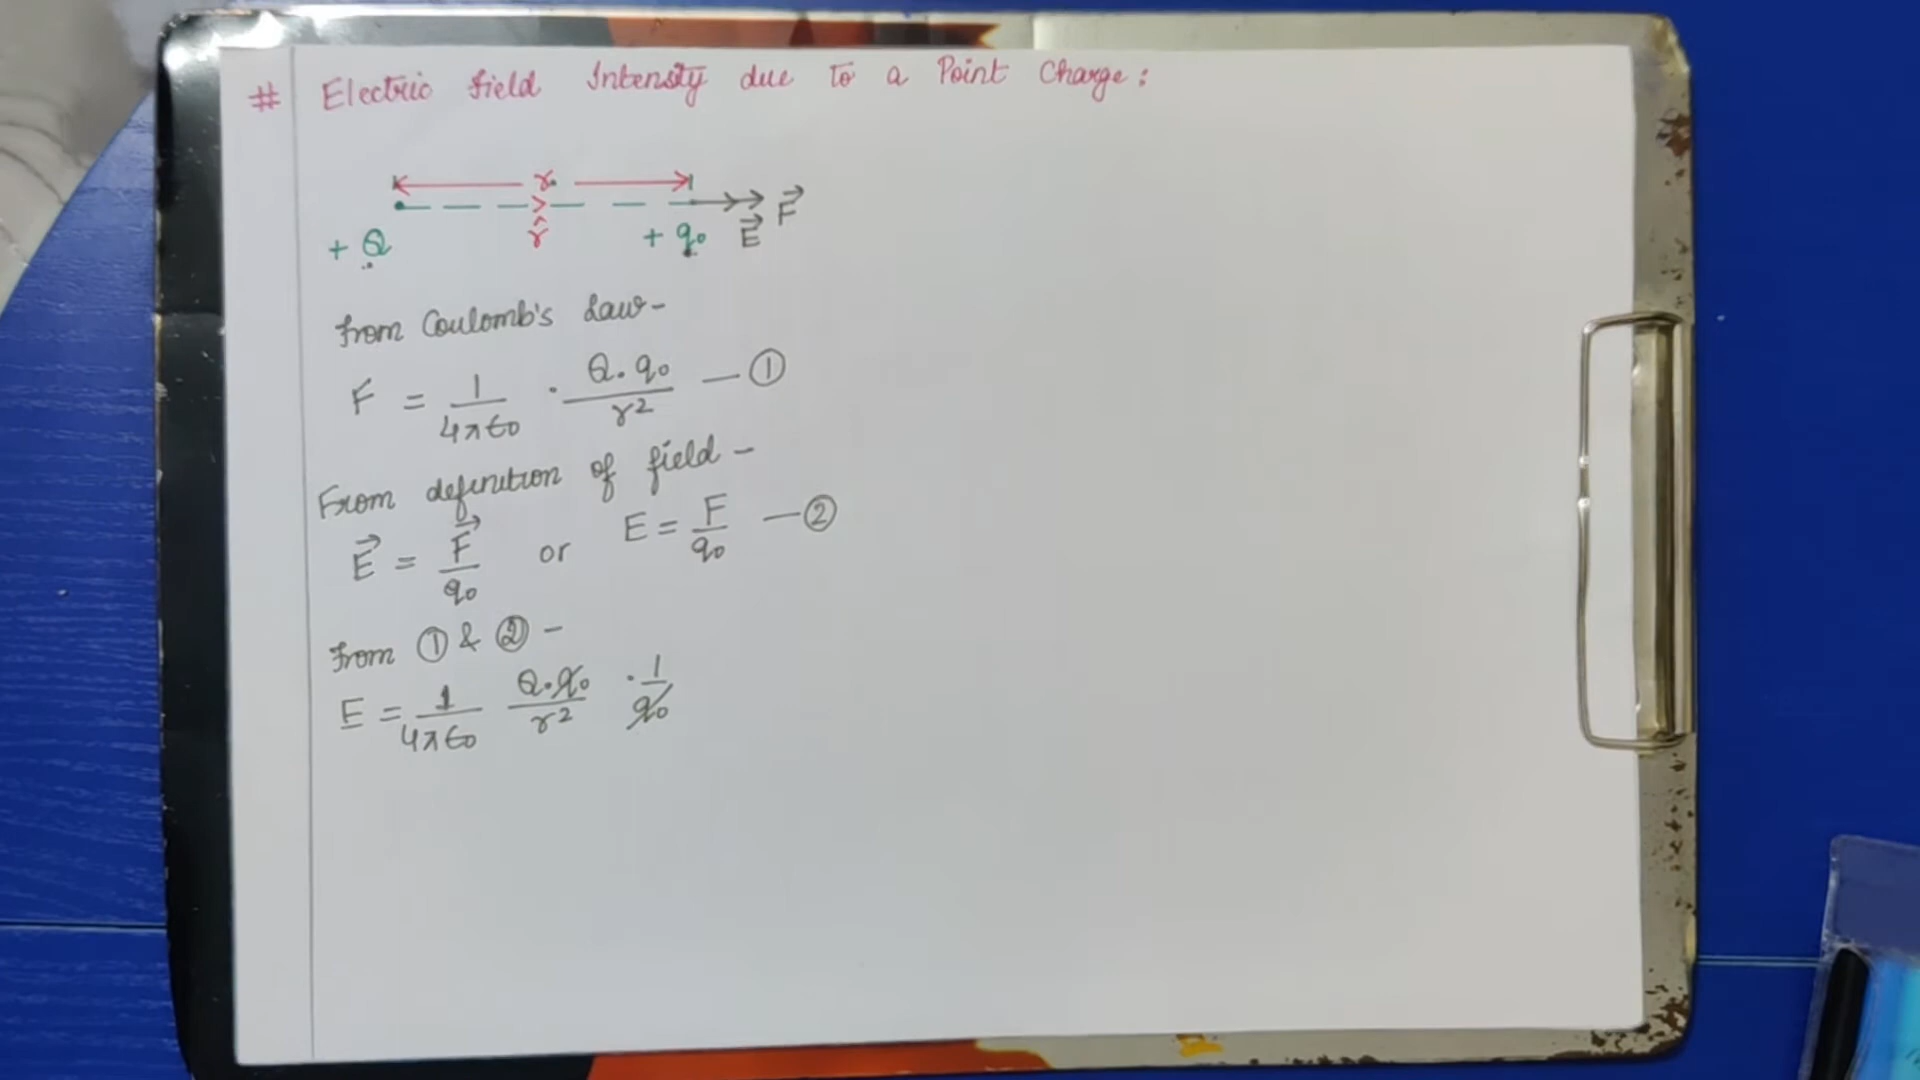 # Electric field Intensity due to a Point Charge:
r
+ Q r̂ + q₀ E⃗ F⃗
from Coulomb's Law-
F = 1/4πϵ₀ · Q.q₀/r² — ①
From definition of field -
E⃗ = F⃗/q₀ or E = F/q₀ — ②
from ① & ② -
E = 1/4πϵ₀ Q.q₀/r² · 1/q₀